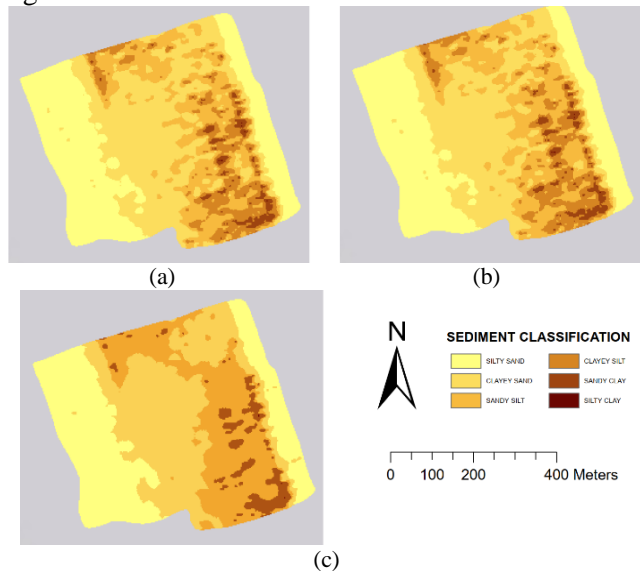 (a)
(b)
N
SEDIMENT CLASSIFICATION
SILTY SAND
CLAYEY SILT
CLAYEY SAND
SANDY CLAY
SANDY SILT
SILTY CLAY
0 100 200 400 Meters
(c)